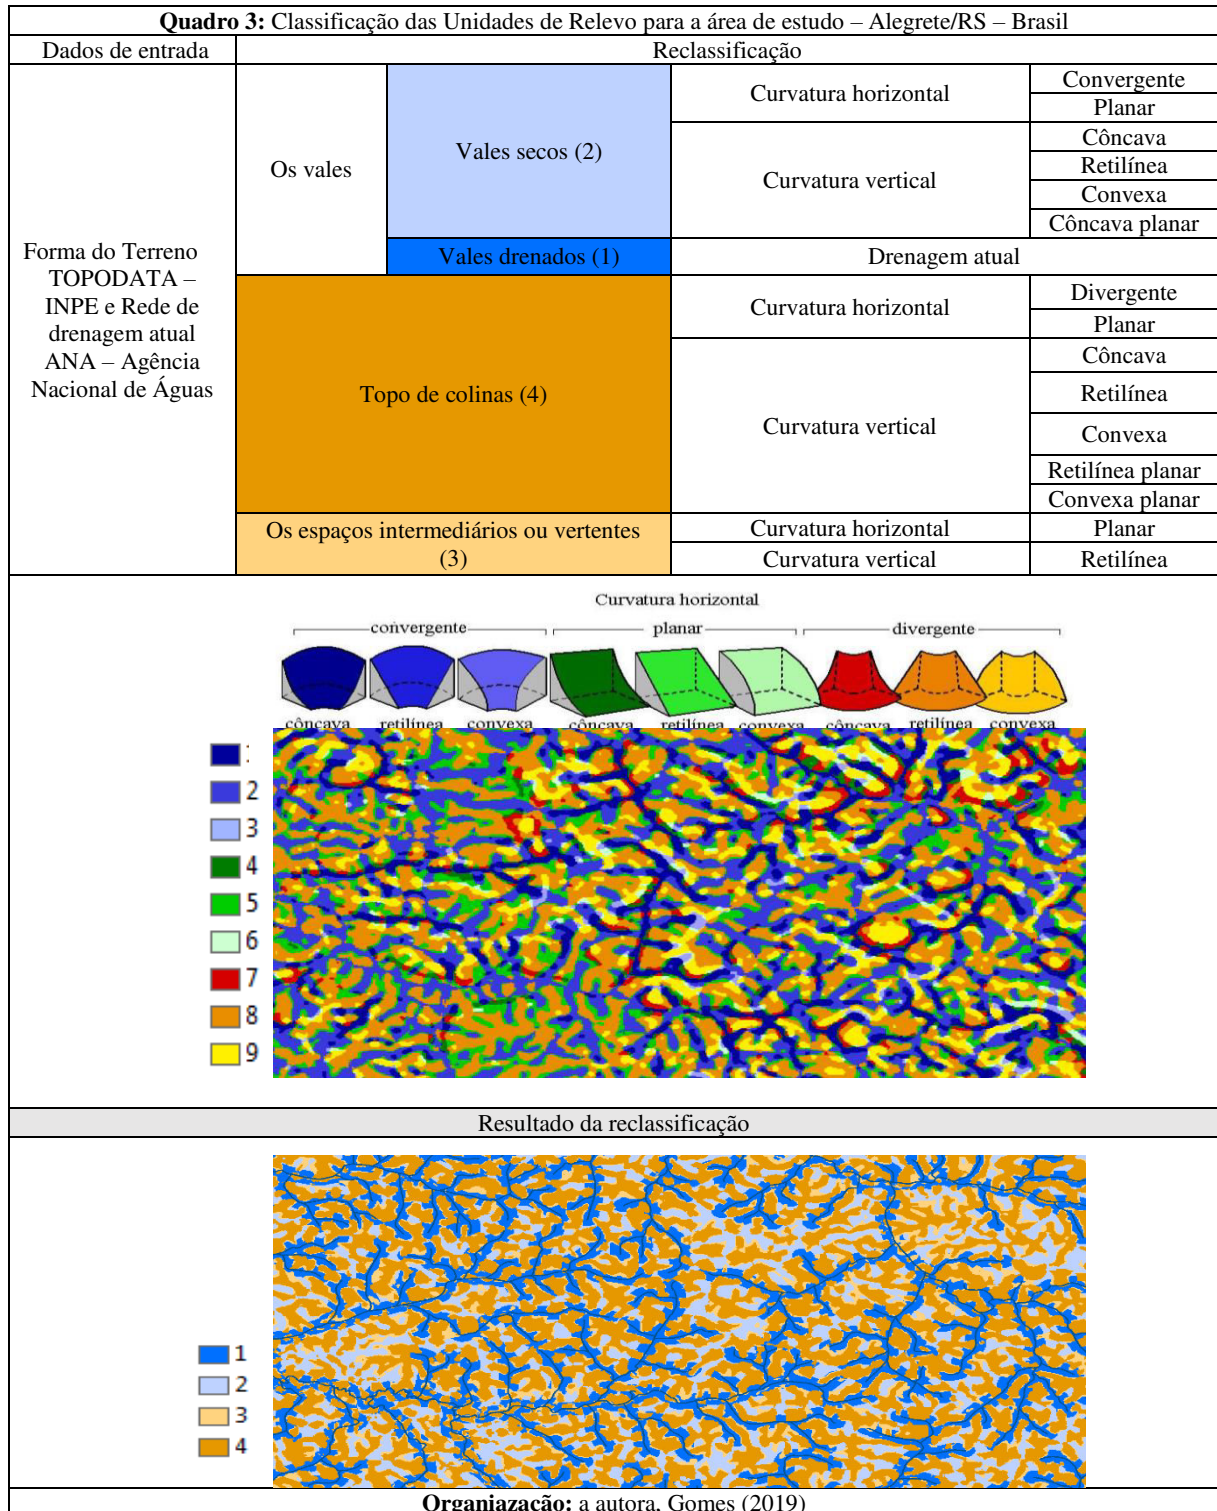 Quadro 3: Classificação das Unidades de Relevo para a área de estudo – Alegrete/RS – Brasil
Dados de entrada
Reclassificação
Forma do Terreno
TOPODATA –
INPE e Rede de
drenagem atual
ANA – Agência
Nacional de Águas
Os vales
Vales secos (2)
Curvatura horizontal
Convergente
Planar
Curvatura vertical
Côncava
Retilínea
Convexa
Côncava planar
Vales drenados (1)
Drenagem atual
Topo de colinas (4)
Curvatura horizontal
Divergente
Planar
Curvatura vertical
Côncava
Retilínea
Convexa
Retilínea planar
Convexa planar
Os espaços intermediários ou vertentes
(3)
Curvatura horizontal
Planar
Curvatura vertical
Retilínea
Curvatura horizontal
convergente planar divergente
côncava retilínea convexa côncava retilínea convexa côncava retilínea convexa
2
3
4
5
6
7
8
9
Resultado da reclassificação
1
2
3
4
Organiazação: a autora, Gomes (2019)